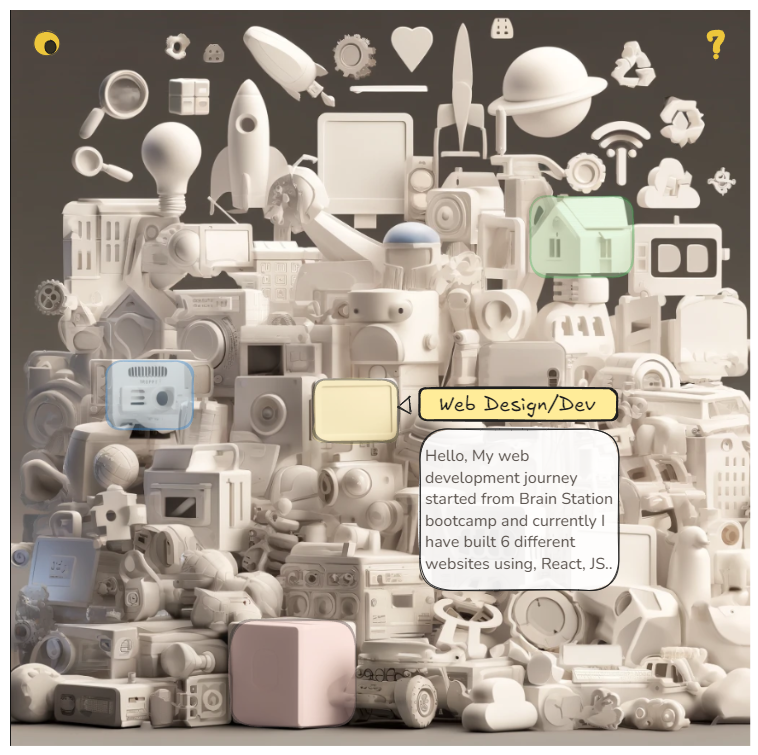 ?
Web Design/Dev
Hello, My web
development journey
started from Brain Station
bootcamp and currently I
have built 6 different
websites using, React, JS..